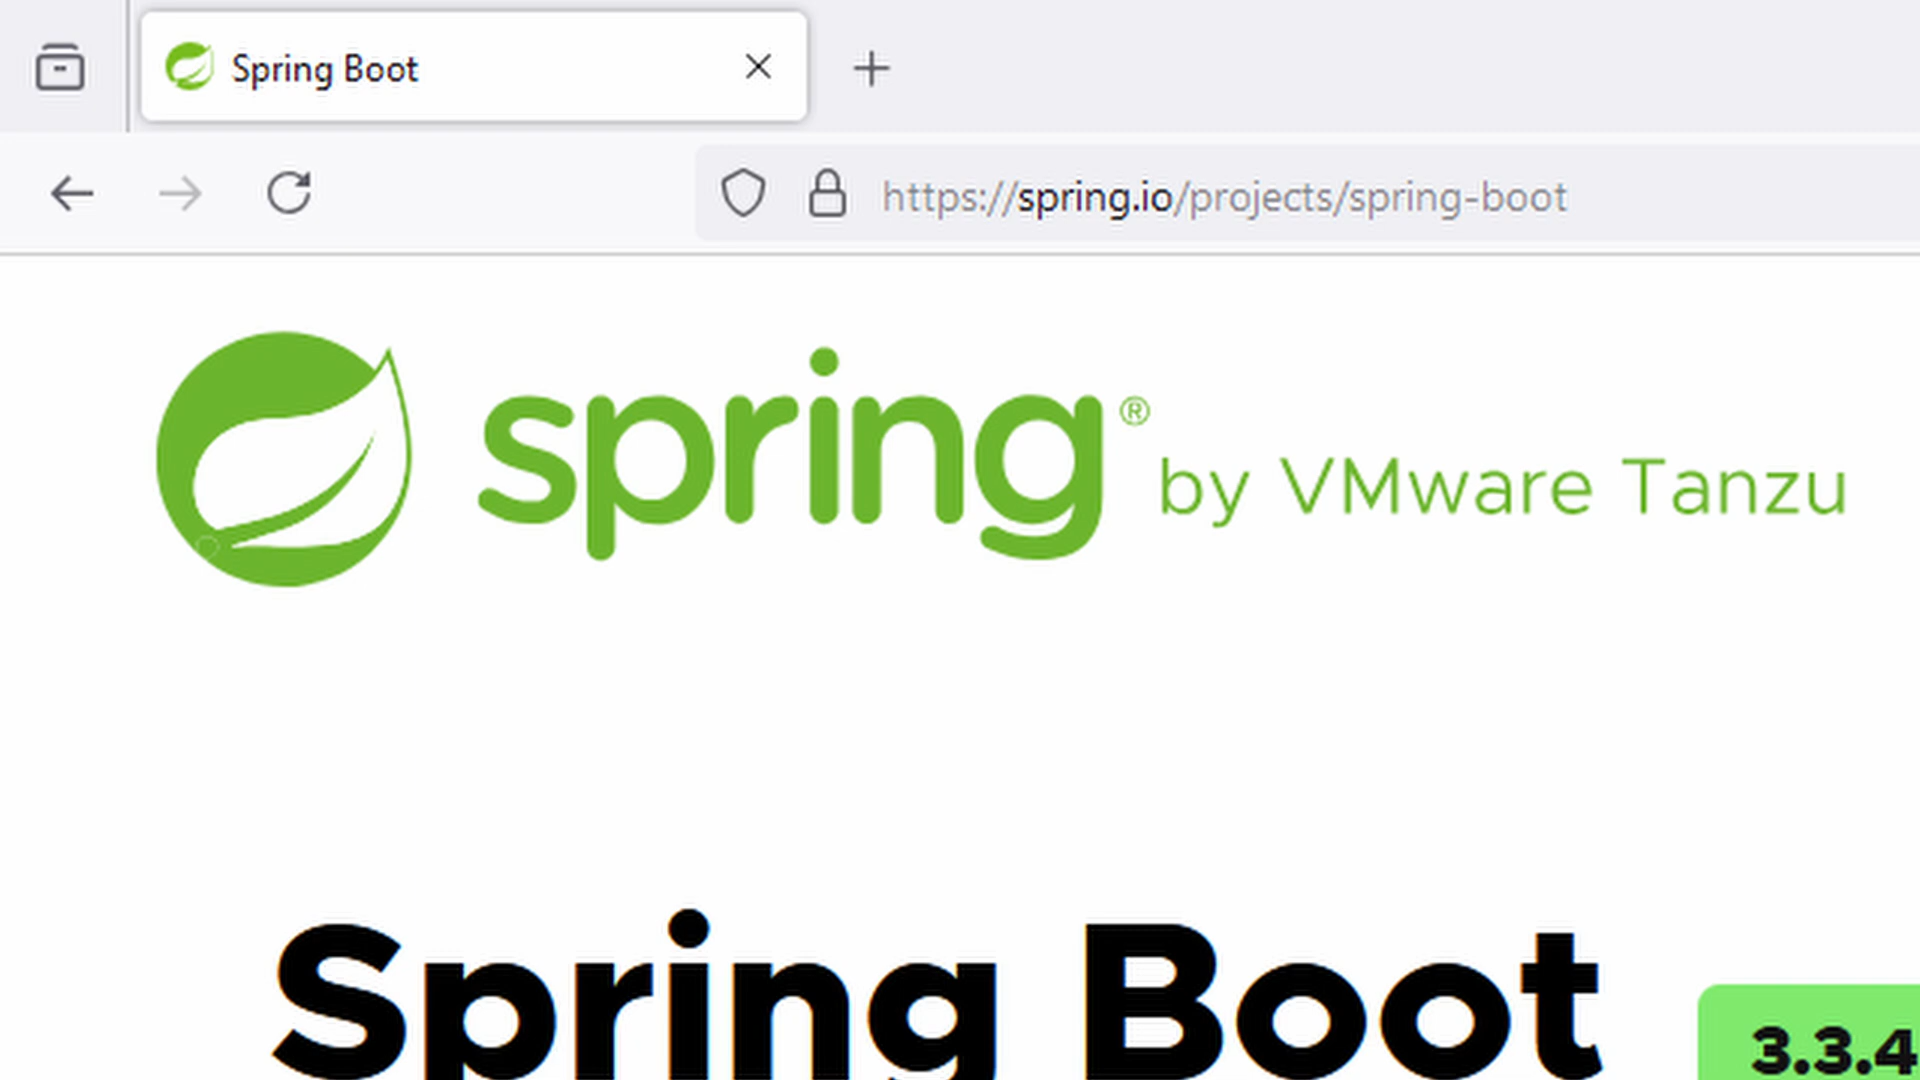 Spring Boot
https://spring.io/projects/spring-boot
spring® by VMware Tanzu
Spring Boot 3.3.4